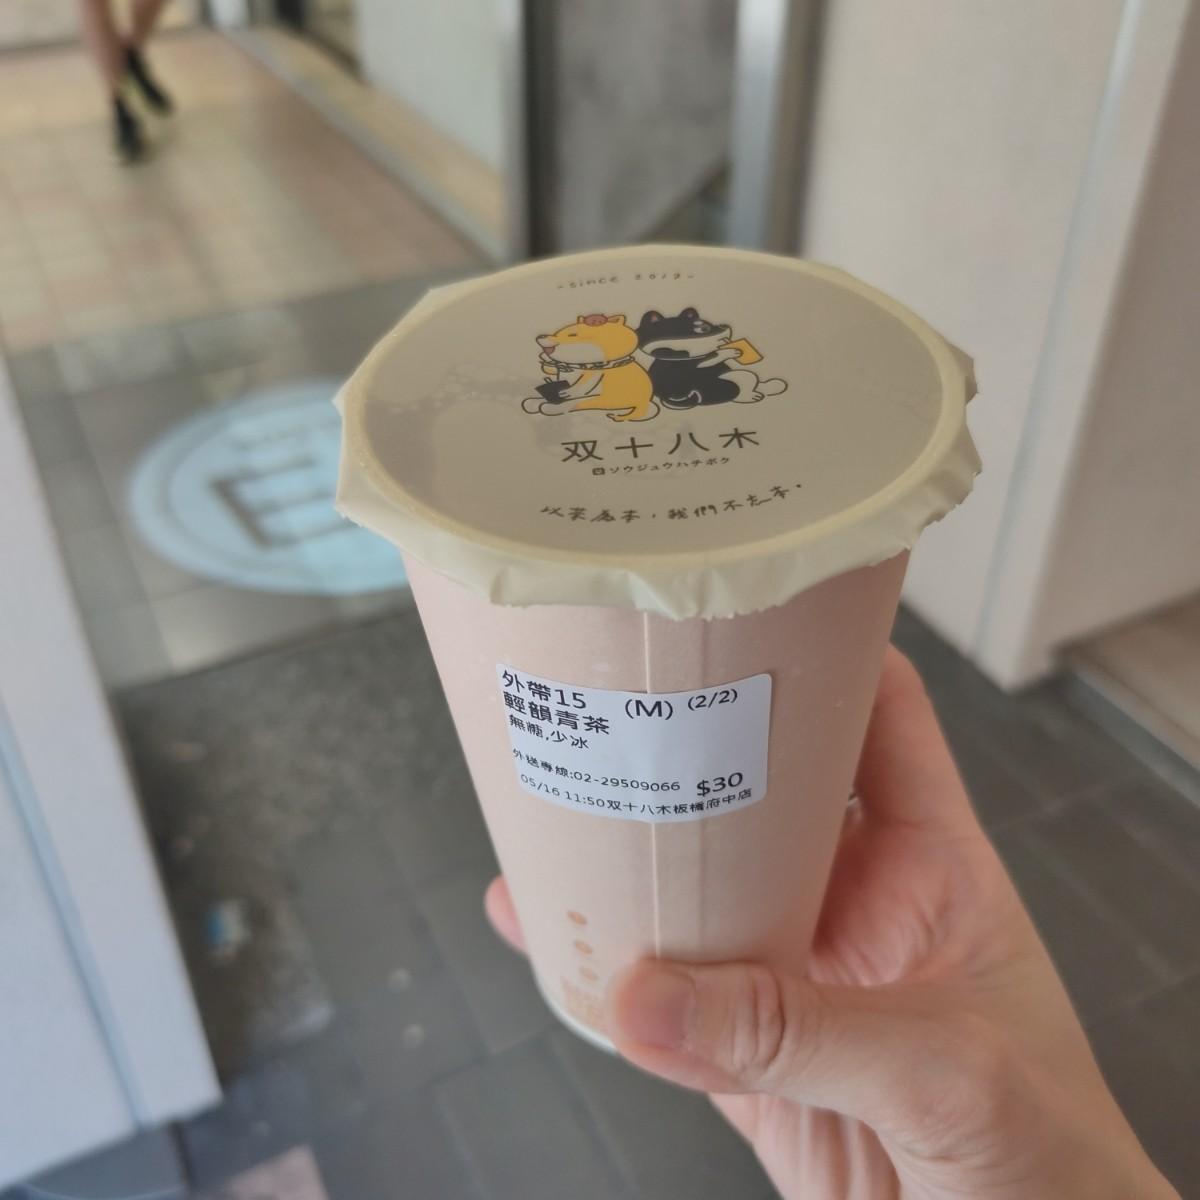 -since 2019-
双十八木
ソウジュウハチボク
以茶為本，我們不忘本。
外帶15 (M) (2/2)
輕韻青茶
無糖,少冰
外送專線:02-29509066 $30
05/16 11:50双十八木板橋府中店